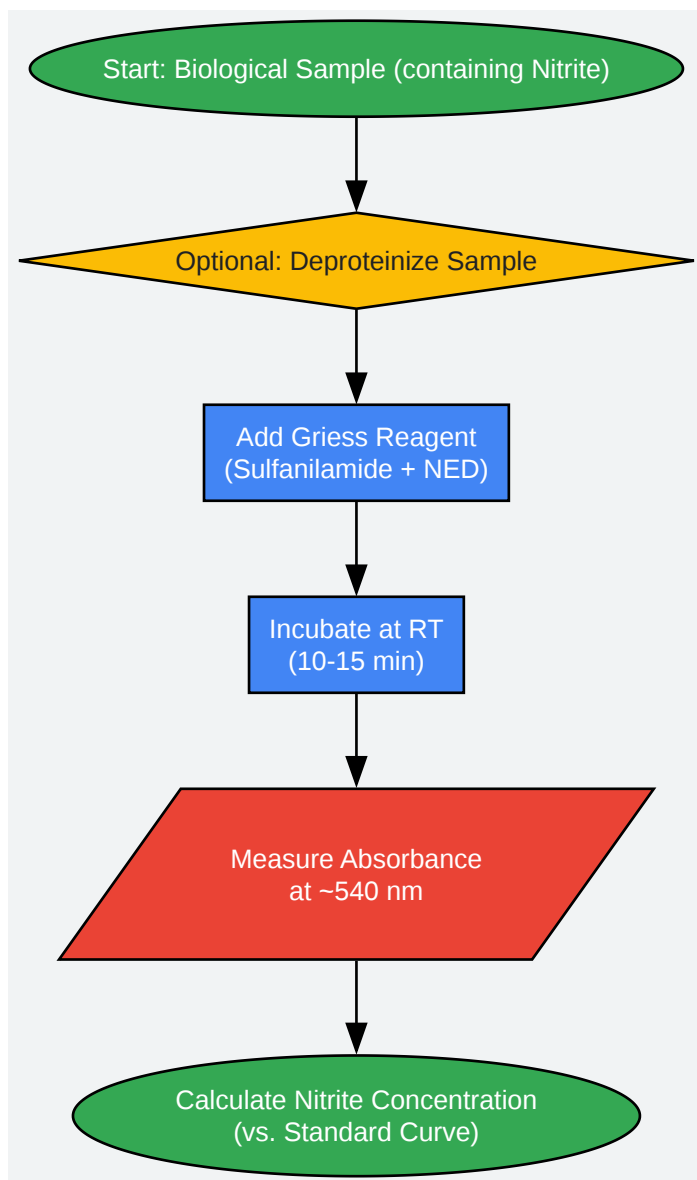 Start: Biological Sample (containing Nitrite)
Optional: Deproteinize Sample
Add Griess Reagent
(Sulfanilamide + NED)
Incubate at RT
(10-15 min)
Measure Absorbance
at ~540 nm
Calculate Nitrite Concentration
(vs. Standard Curve)